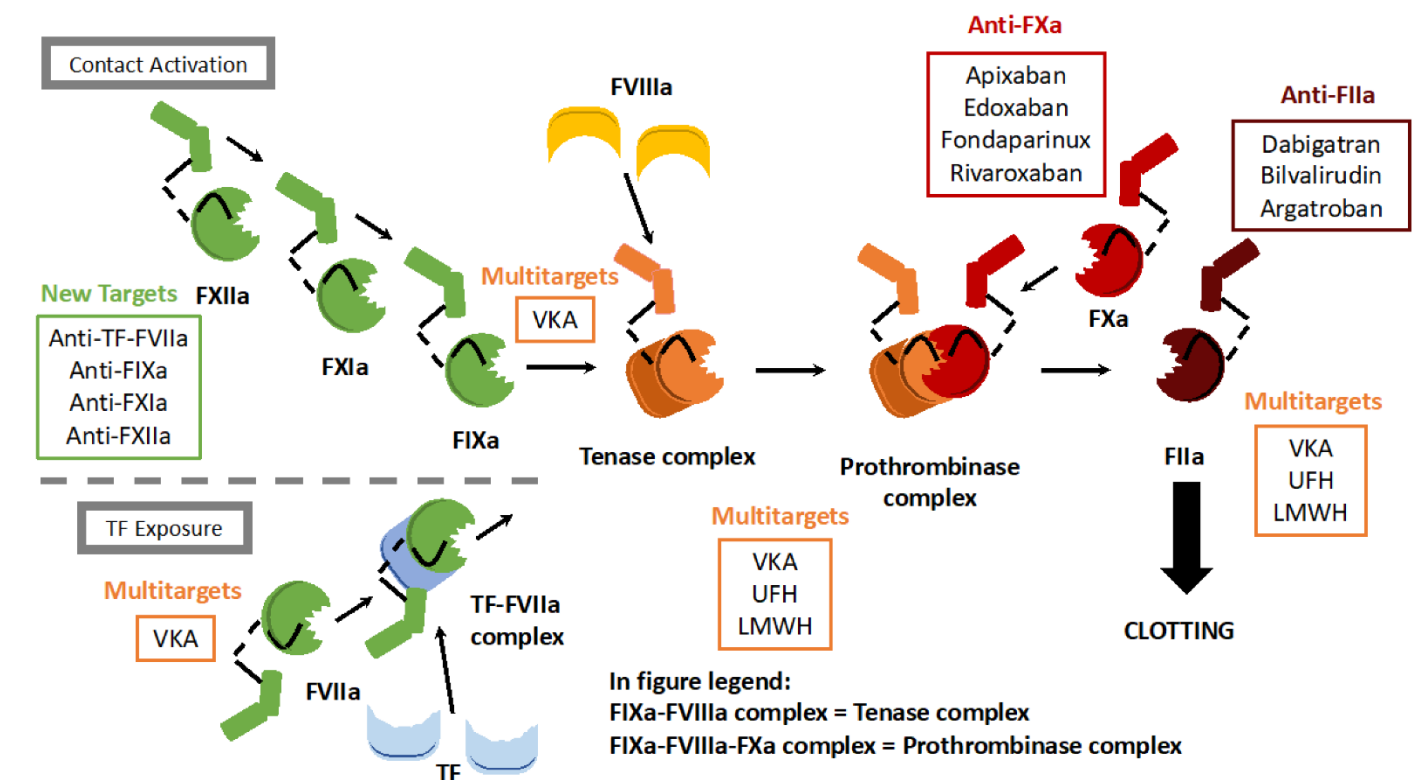 Contact Activation
FXIIa
FXIa
FIXa
New Targets
Anti-TF-FVIIa
Anti-FIXa
Anti-FXIa
Anti-FXIIa
FVIIIa
Multitargets
VKA
Tenase complex
Anti-FXa
Apixaban
Edoxaban
Fondaparinux
Rivaroxaban
FXa
Prothrombinase
complex
Anti-FIIa
Dabigatran
Bilvalirudin
Argatroban
FIIa
Multitargets
VKA
UFH
LMWH
CLOTTING
Multitargets
VKA
UFH
LMWH
TF Exposure
Multitargets
VKA
FVIIa
TF-FVIIa
complex
TF
In figure legend:
FIXa-FVIIIa complex = Tenase complex
FIXa-FVIIIa-FXa complex = Prothrombinase complex